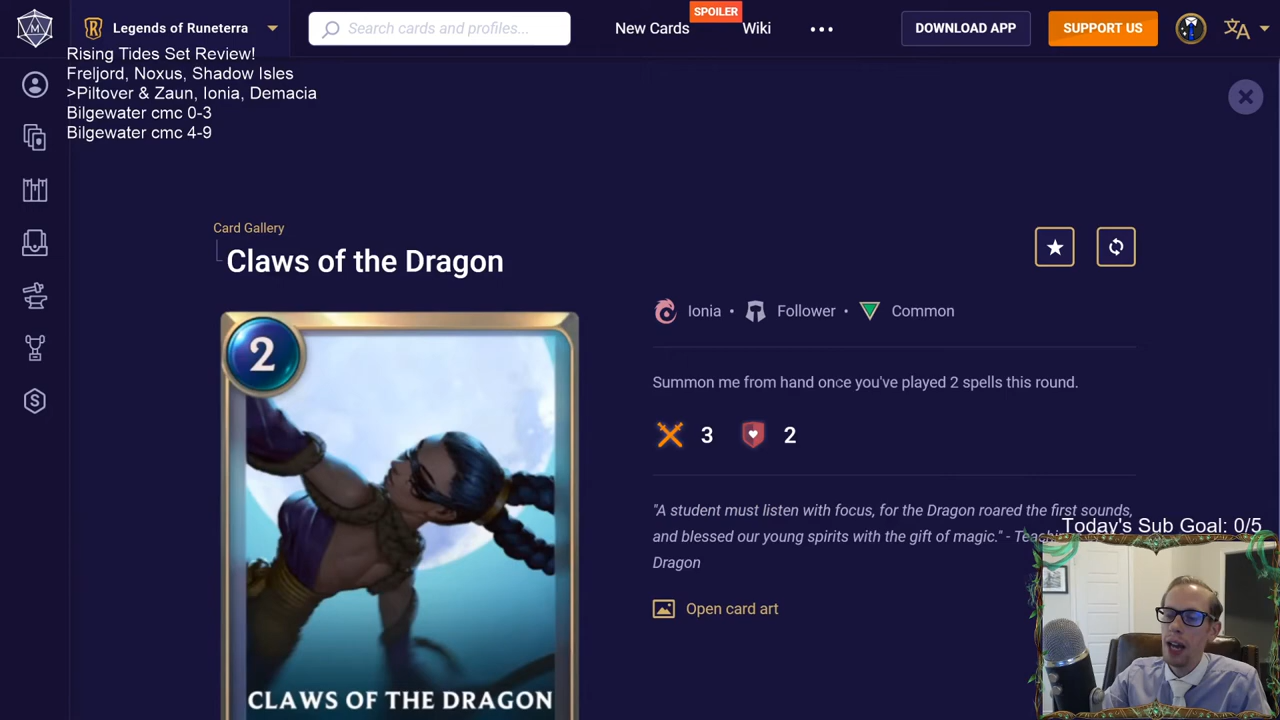 Legends of Runeterra
Search cards and profiles...
New Cards
SPOILER
Wiki
DOWNLOAD APP
SUPPORT US
Rising Tides Set Review!
Freljord, Noxus, Shadow Isles
>Piltover & Zaun, Ionia, Demacia
Bilgewater cmc 0-3
Bilgewater cmc 4-9
Card Gallery
Claws of the Dragon
Ionia • Follower • Common
Summon me from hand once you've played 2 spells this round.
3 2
"A student must listen with focus, for the Dragon roared the first sounds,
and blessed our young spirits with the gift of magic." -
Dragon
Open card art
Today's Sub Goal: 0/5
2
CLAWS OF THE DRAGON